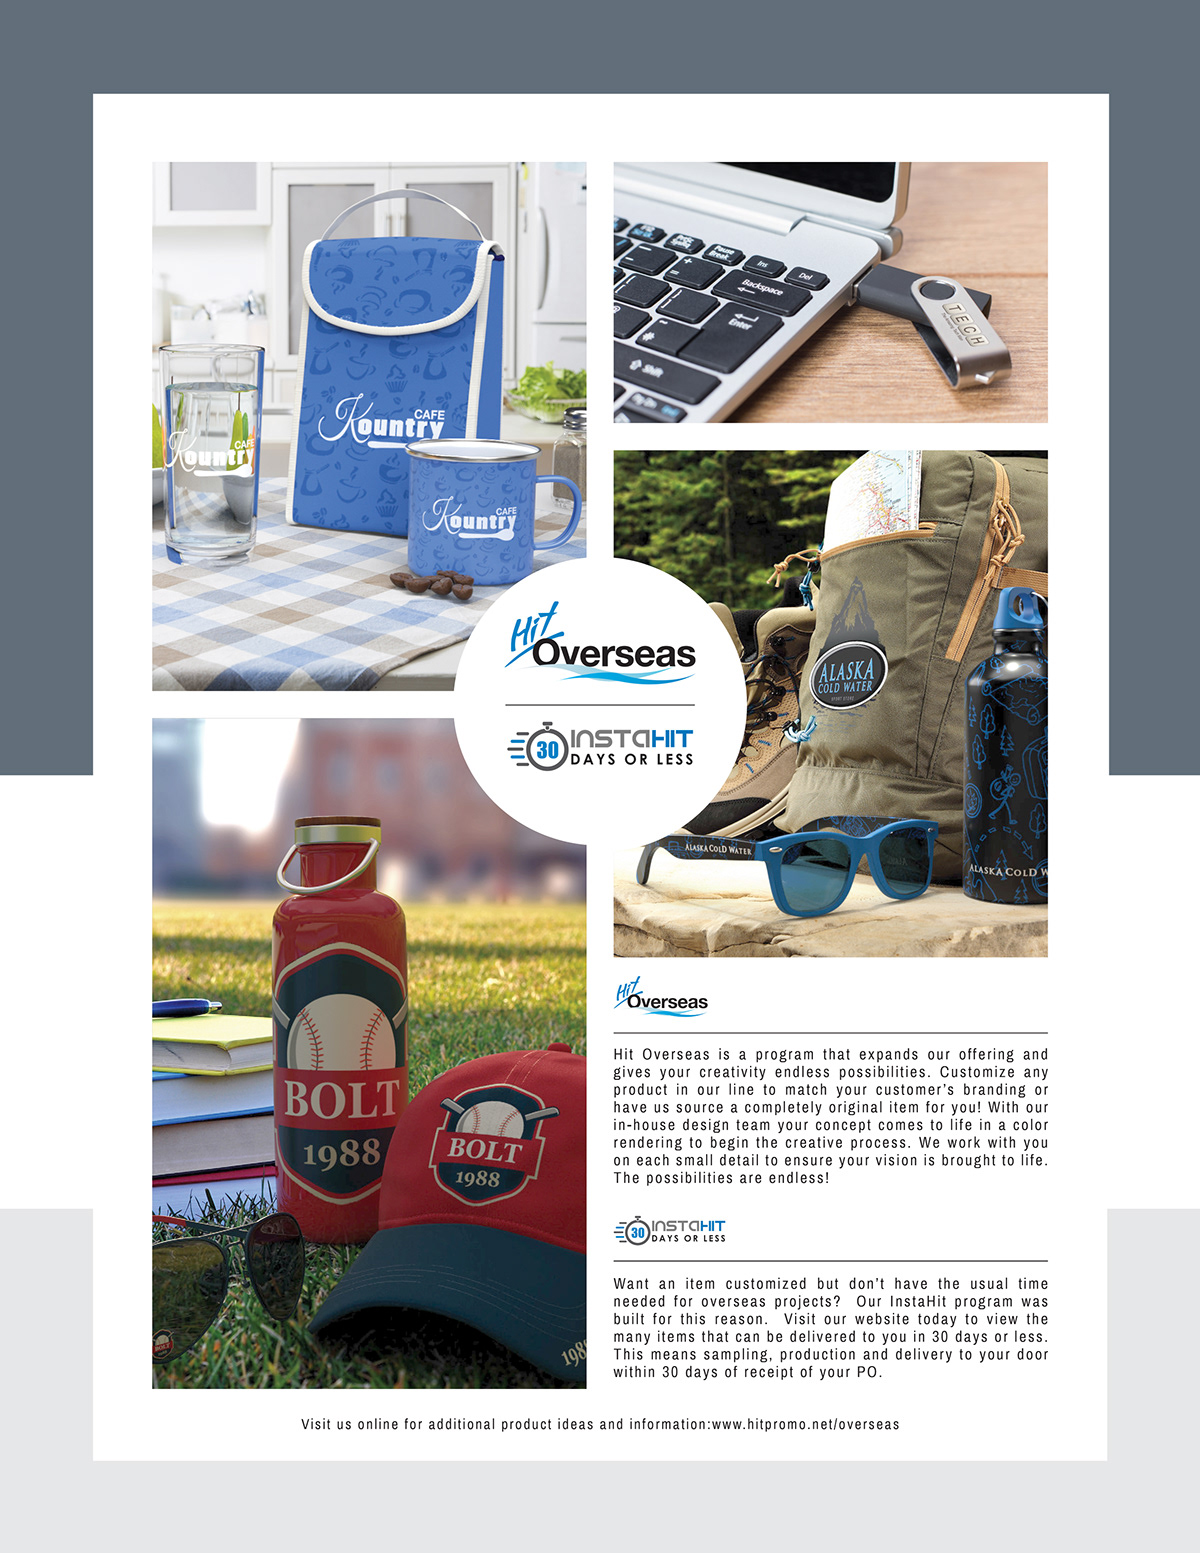 CAFE
Kountry
CAFE
Kountry
CAFE
Kountry
Pause
Break
Ins
Del
Backspace
Enter
Shift
TECH
ALASKA
COLD WATER
ALASKA COLD WATER
ALASKA COLD W
Hit
Overseas
30 INSTAHIT
DAYS OR LESS
BOLT
1988
BOLT
1988
198
BOLT
Hit
Overseas
Hit Overseas is a program that expands our offering and
gives your creativity endless possibilities. Customize any
product in our line to match your customer's branding or
have us source a completely original item for you! With our
in-house design team your concept comes to life in a color
rendering to begin the creative process. We work with you
on each small detail to ensure your vision is brought to life.
The possibilities are endless!
30 INSTAHIT
DAYS OR LESS
Want an item customized but don't have the usual time
needed for overseas projects?  Our InstaHit program was
built for this reason.  Visit our website today to view the
many items that can be delivered to you in 30 days or less.
This means sampling, production and delivery to your door
within 30 days of receipt of your PO.
Visit us online for additional product ideas and information:www.hitpromo.net/overseas